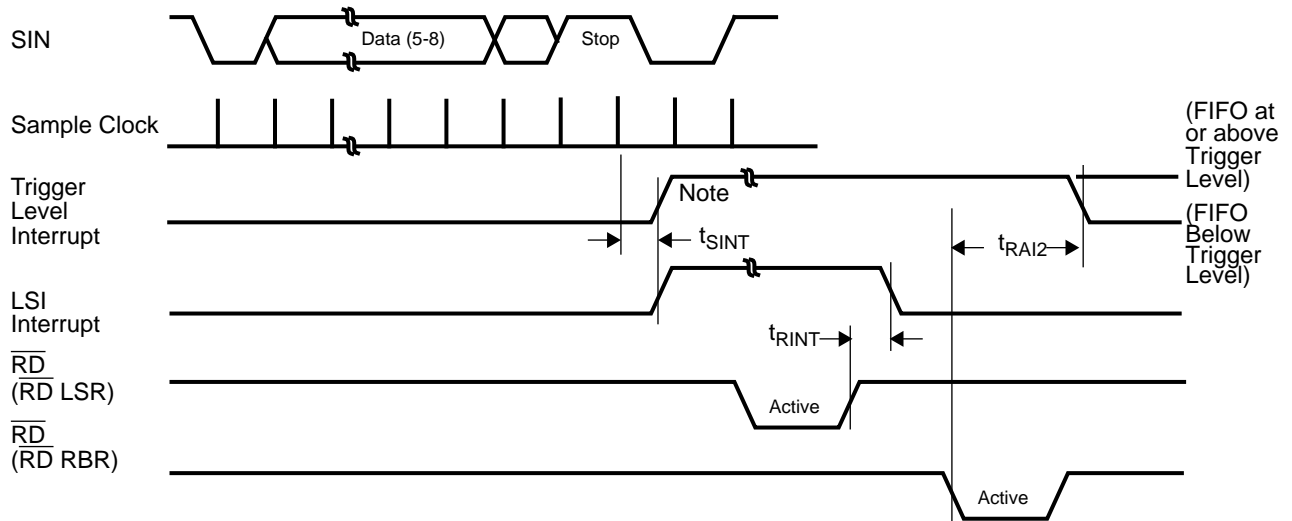 SIN
Data (5-8)
Stop
Sample Clock
(FIFO at
or above
Trigger
Level)
Trigger
Level
Interrupt
Note
tSINT
tRAI2
(FIFO
Below
Trigger
Level)
LSI
Interrupt
tRINT
RD
(RD LSR)
Active
RD
(RD RBR)
Active